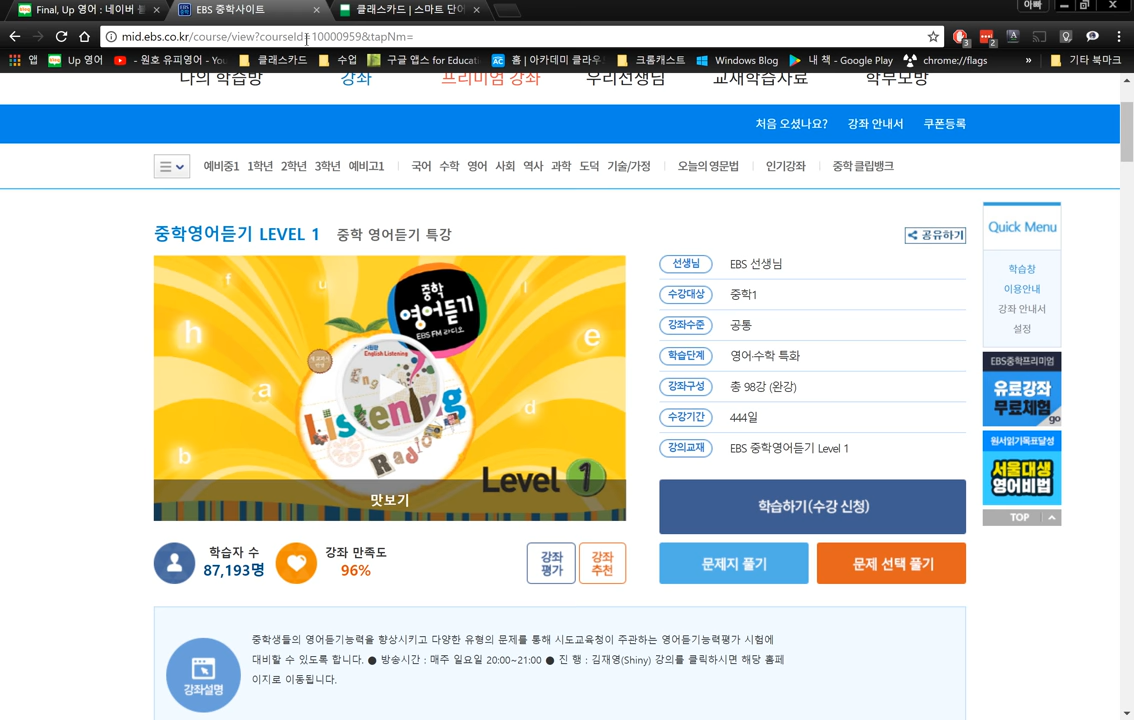 Final, Up 영어 : 네이버 블
EBS 중학사이트
클래스카드 | 스마트 단어
아빠
mid.ebs.co.kr/course/view?courseId=10000959&tapNm=
앱
Up 영어
- 원호 유피영어 - You
클래스카드
수업
구글 앱스 for Educati
홈 | 아카데미 클라우
크롬캐스트
Windows Blog
내 책 - Google Play
chrome://flags
»
기타 북마크
나의 학습방 강좌 프리미엄 강좌 우리선생님 교재학습자료 학부모방
처음 오셨나요? 강좌 안내서 쿠폰등록
예비중1 1학년 2학년 3학년 예비고1 국어 수학 영어 사회 역사 과학 도덕 기술/가정 오늘의 영문법 인기강좌 중학 클립뱅크
중학영어듣기 LEVEL 1 중학 영어듣기 특강
공유하기
중학
영어듣기
EBS FM 라디오
English Listening
Listening
Radio
Level 1
h
f
u
l
e
a
d
b
맛보기
선생님 EBS 선생님
수강대상 중학1
강좌수준 공통
학습단계 영어·수학 특화
강좌구성 총 98강 (완강)
수강기간 444일
강의교재 EBS 중학영어듣기 Level 1
학습하기(수강 신청)
문제지 풀기
문제 선택 풀기
학습자 수
87,193명
강좌 만족도
96%
강좌
평가
강좌
추천
강좌설명
중학생들의 영어듣기능력을 향상시키고 다양한 유형의 문제를 통해 시도교육청이 주관하는 영어듣기능력평가 시험에
대비할 수 있도록 합니다. ● 방송시간 : 매주 일요일 20:00~21:00 ● 진 행 : 김재영(Shiny) 강의를 클릭하시면 해당 홈페
이지로 이동됩니다.
Quick Menu
학습창
이용안내
강좌 안내서
설정
EBS중학프리미엄
유료강좌
무료체험
go
원서읽기목표달성
서울대생
영어비법
TOP